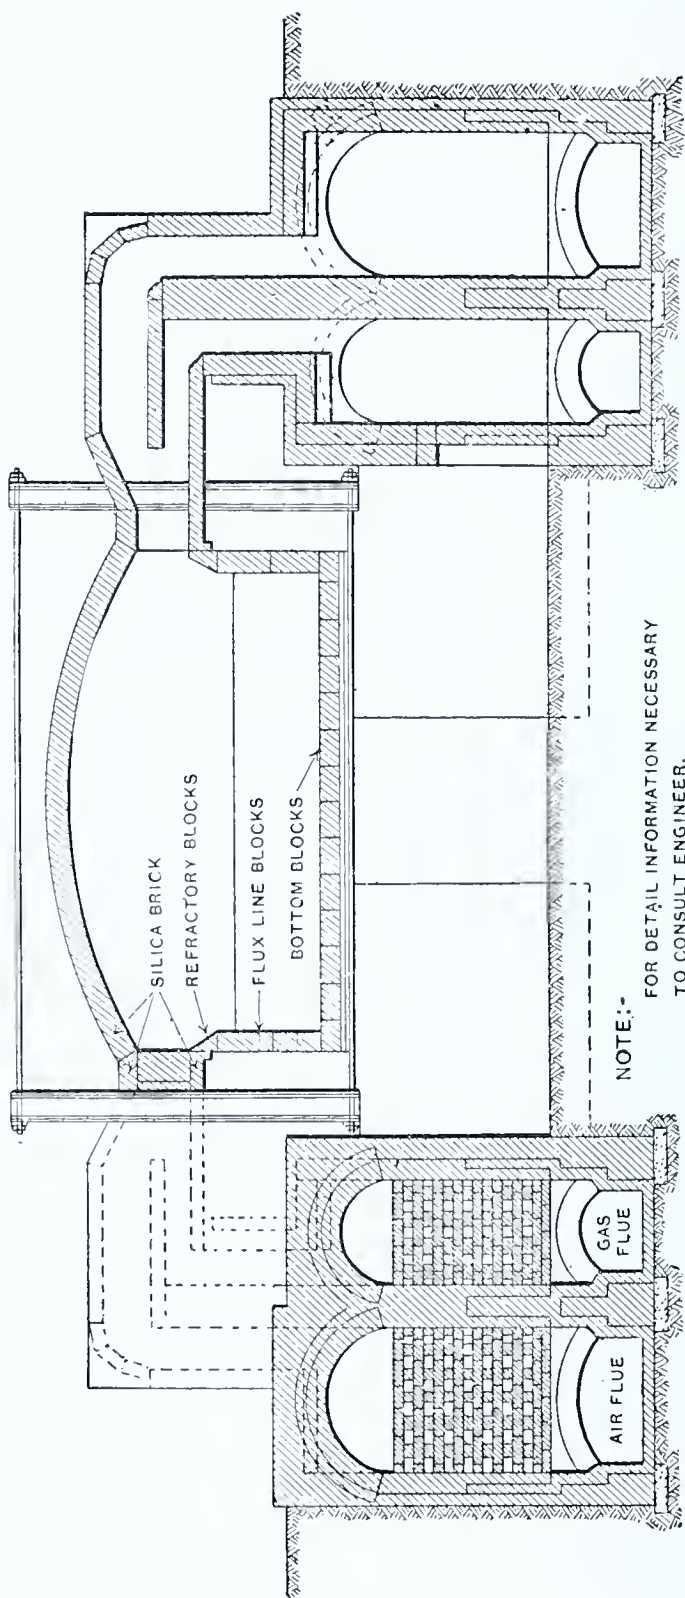 SILICA BRICK
REFRACTORY BLOCKS
FLUX LINE BLOCKS
BOTTOM BLOCKS
AIR FLUE
GAS
FLUE
NOTE:-
FOR DETAIL INFORMATION NECESSARY
TO CONSULT ENGINEER.